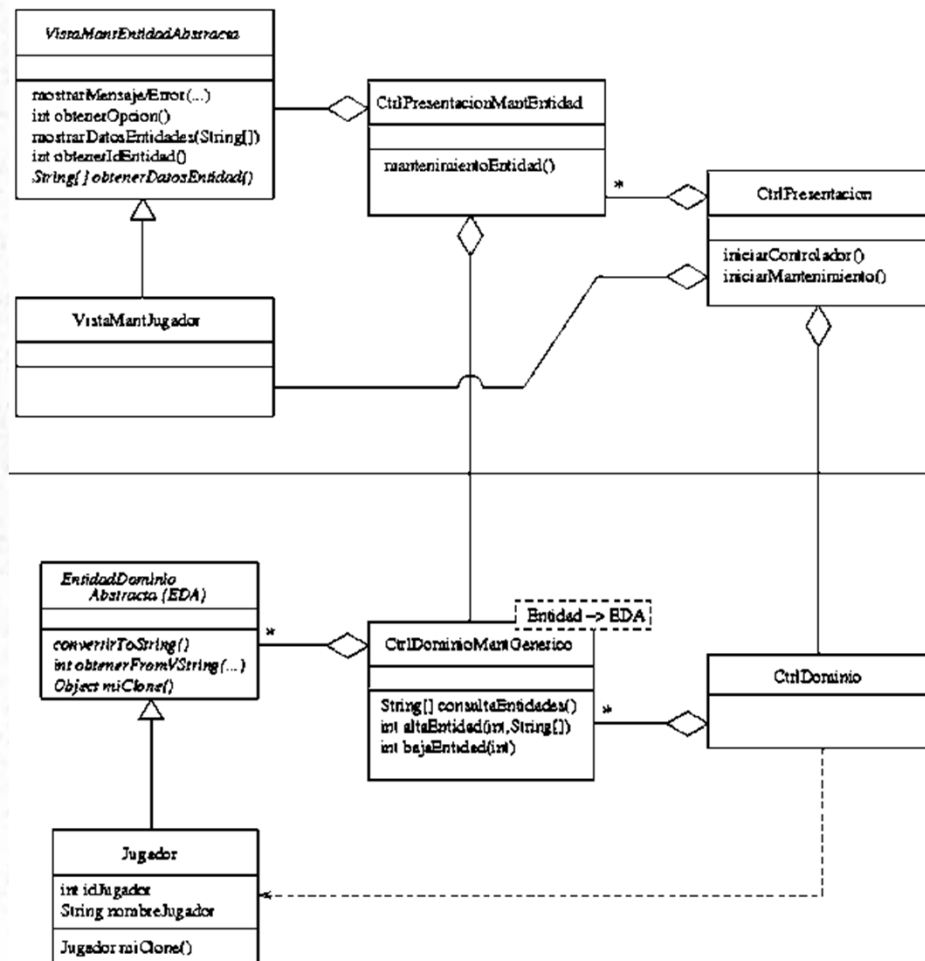 VistaMantEntidadAbstracta
mostrarMensaje/Error(...)
int obtenerOpcion()
mostrarDatosEntidades(String[])
int obtenerIdEntidad()
String[] obtenerDatosEntidad()
CtrlPresentacionMantEntidad
mantenimientoEntidad()
*
CtrlPresentacion
iniciarControlador()
iniciarMantenimiento()
VistaMantJugador
EntidadDominio
Abstracta (EDA)
convertirToString()
int obtenerFromVString(...)
Object miClone()
*
Entidad -> EDA
CtrlDominioMantGenerico
String[] consultaEntidades()
int altaEntidad(int,String[])
int bajaEntidad(int)
*
CtrlDominio
Jugador
int idJugador
String nombreJugador
Jugador miClone()